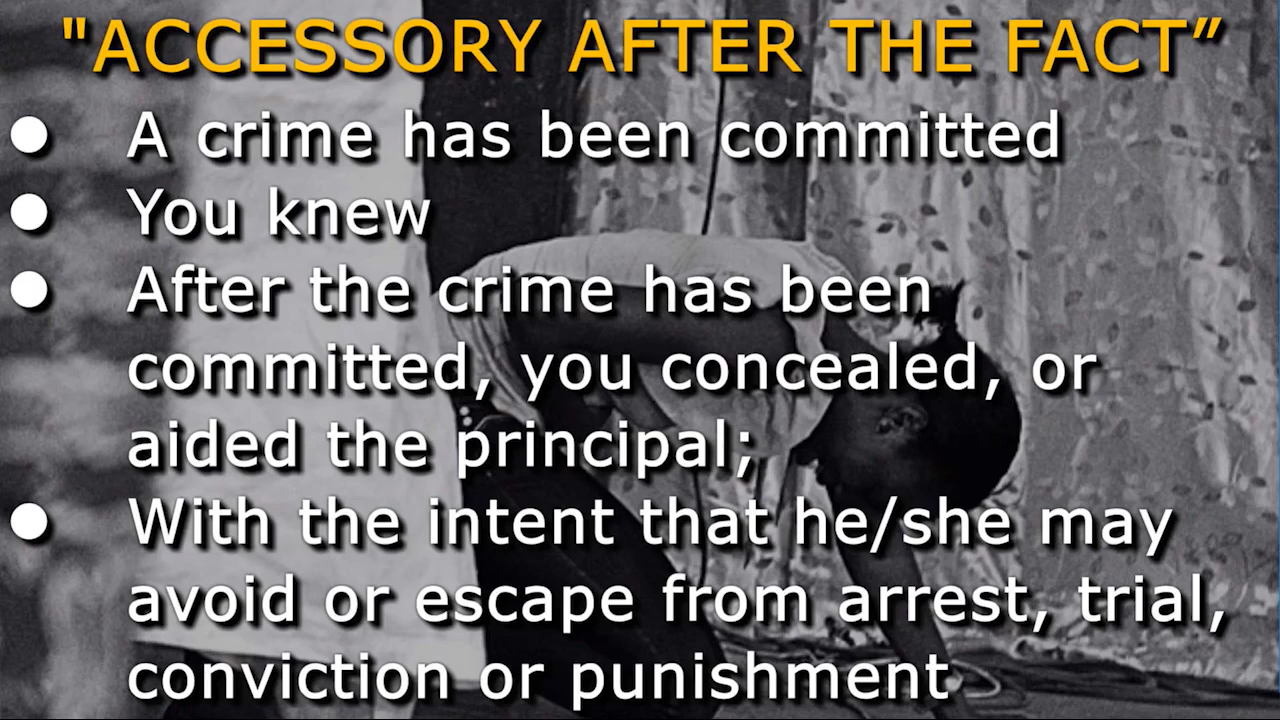 "ACCESSORY AFTER THE FACT”
● A crime has been committed
● You knew
● After the crime has been
committed, you concealed, or
aided the principal;
● With the intent that he/she may
avoid or escape from arrest, trial,
conviction or punishment